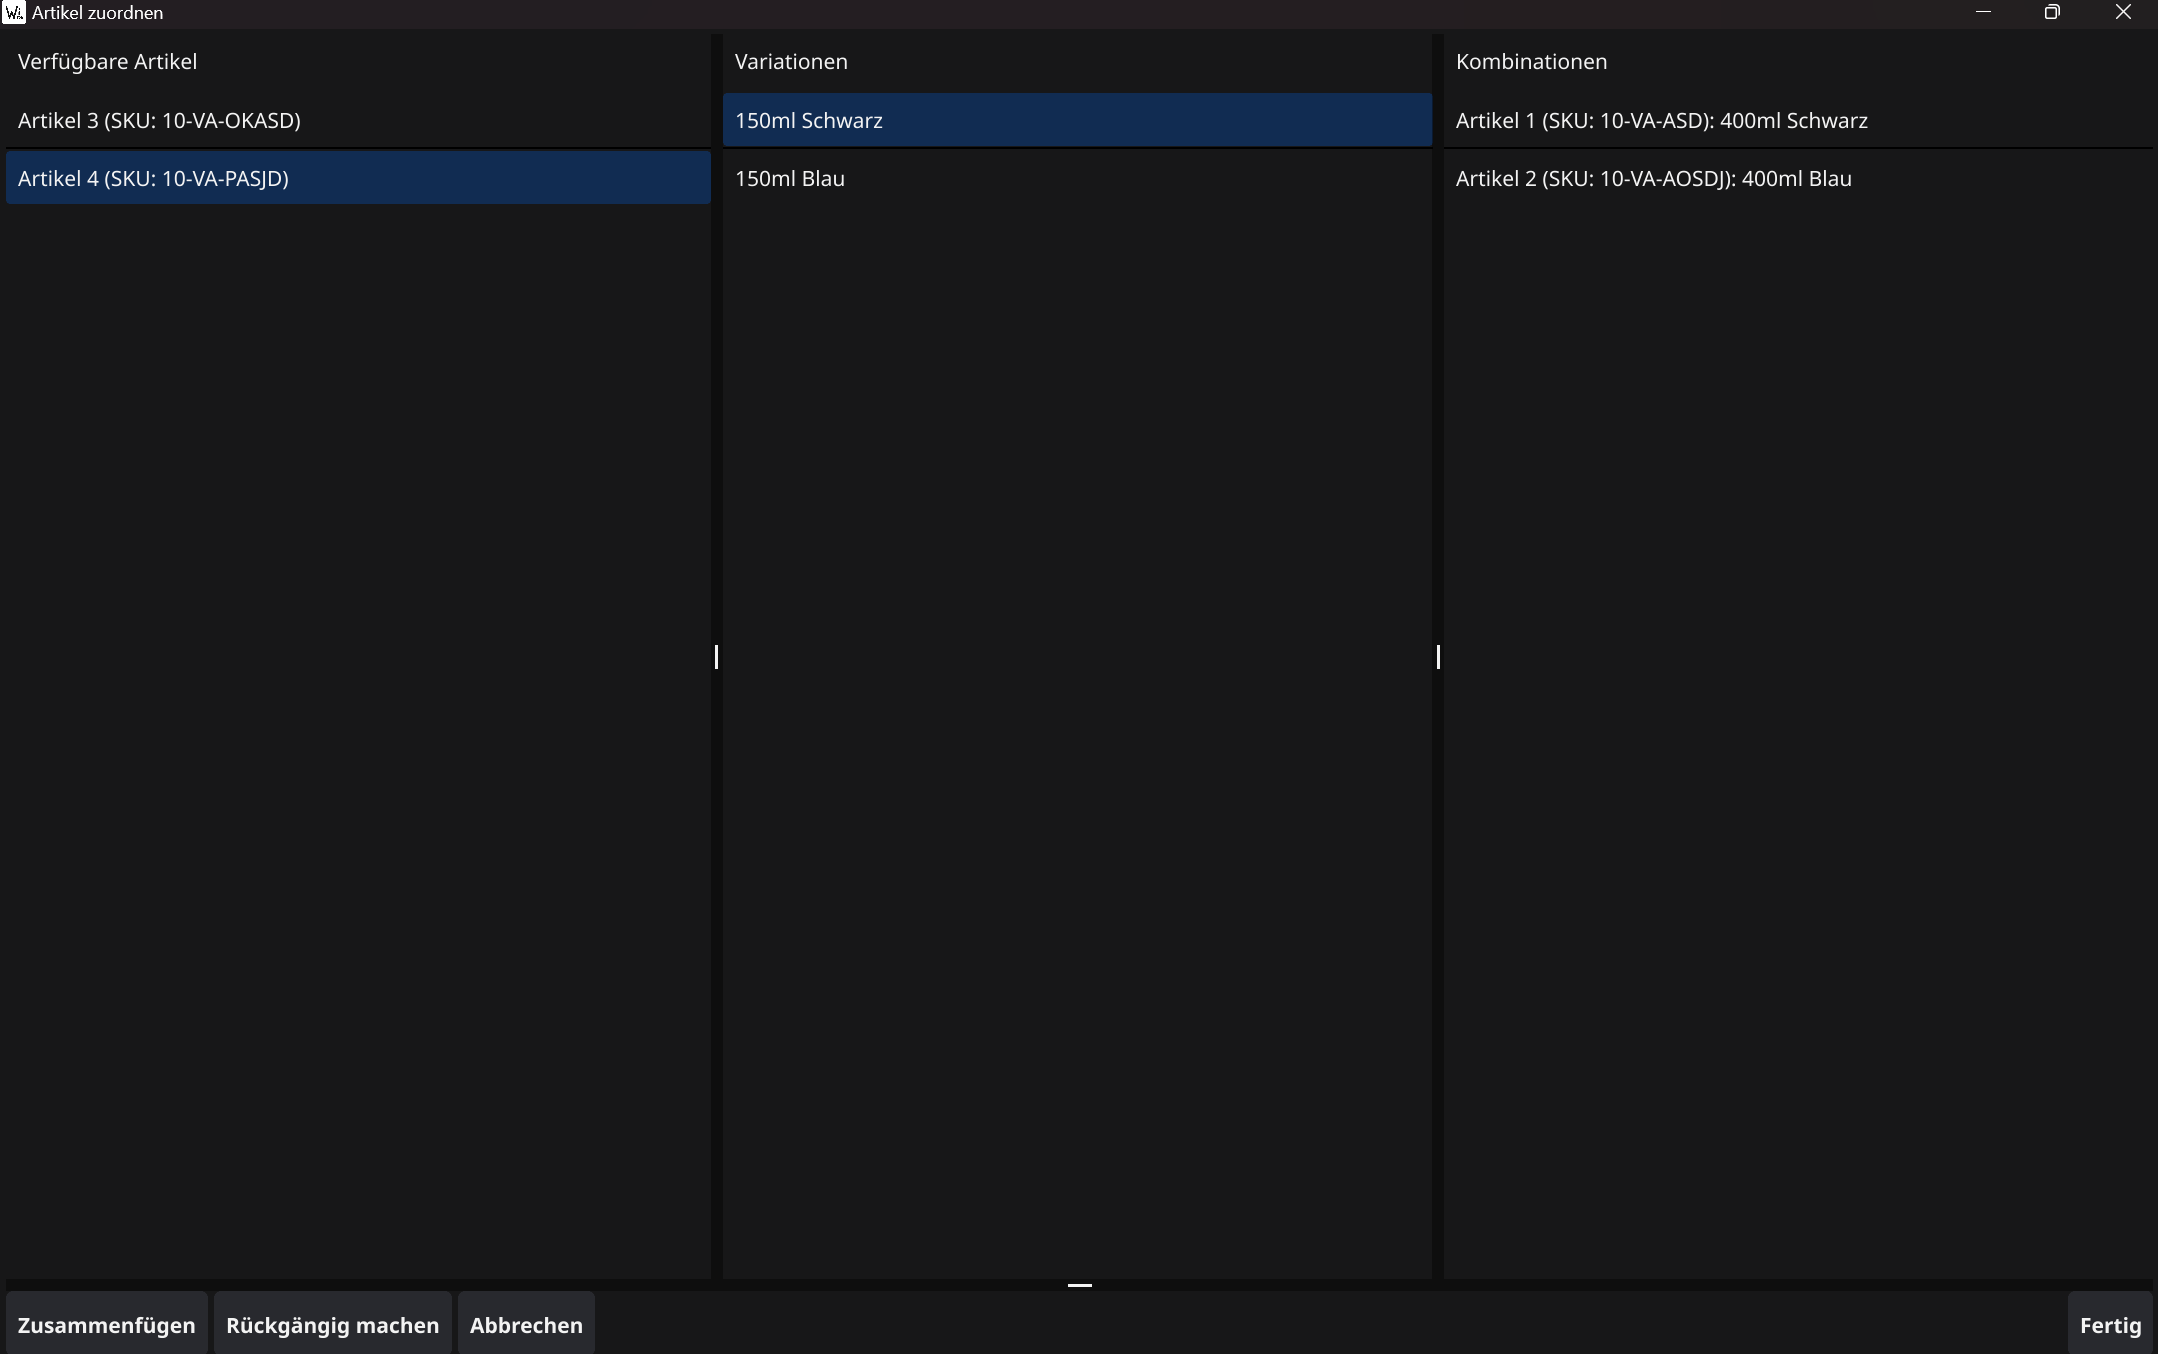 Artikel zuordnen
Verfügbare Artikel
Artikel 3 (SKU: 10-VA-OKASD)
Artikel 4 (SKU: 10-VA-PASJD)
Variationen
150ml Schwarz
150ml Blau
Kombinationen
Artikel 1 (SKU: 10-VA-ASD): 400ml Schwarz
Artikel 2 (SKU: 10-VA-AOSDJ): 400ml Blau
Zusammenfügen
Rückgängig machen
Abbrechen
Fertig